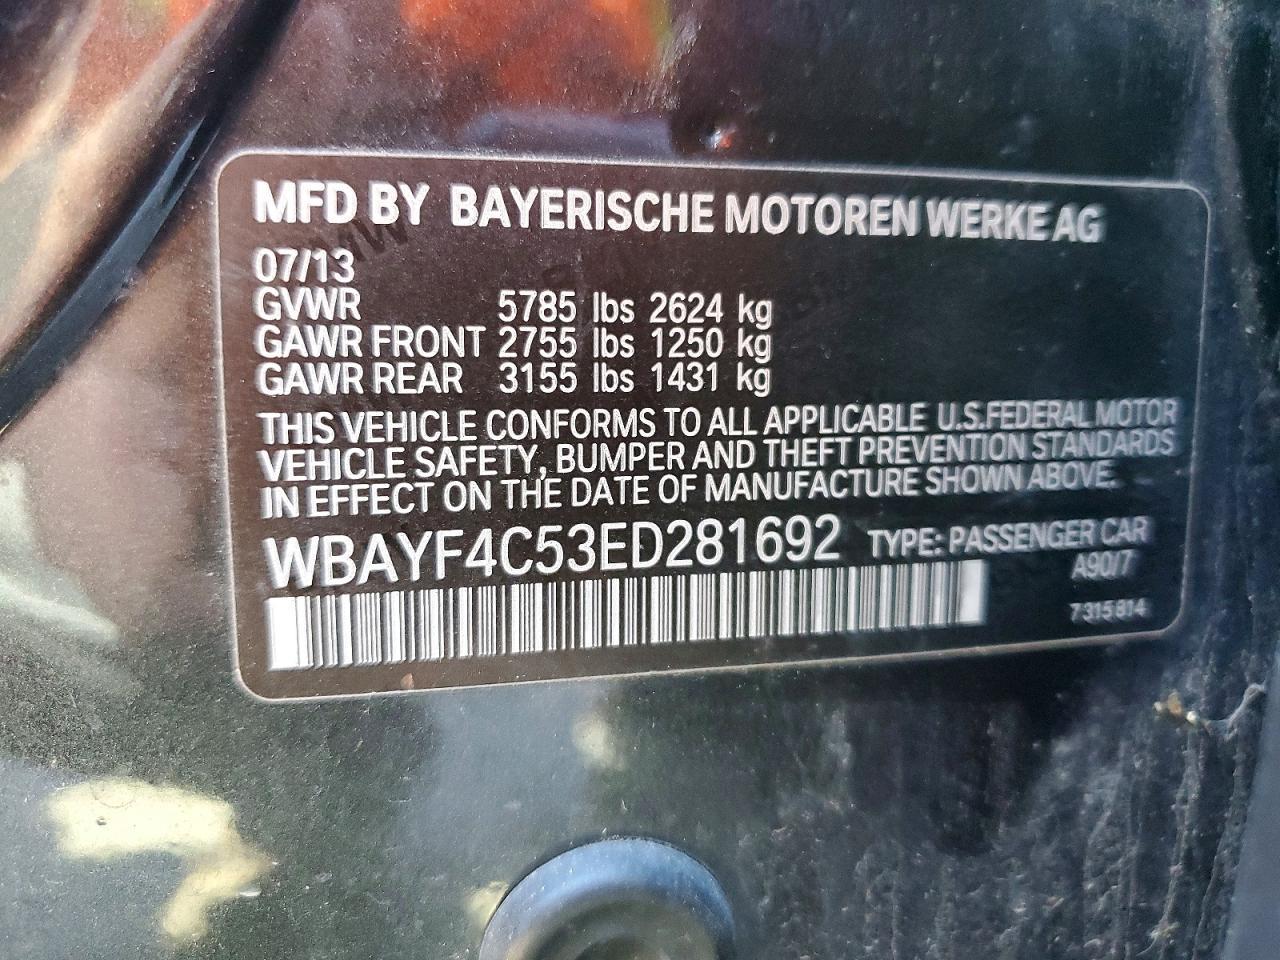 MFD BY BAYERISCHE MOTOREN WERKE AG
07/13
GVWR 5785 lbs 2624 kg
GAWR FRONT 2755 lbs 1250 kg
GAWR REAR 3155 lbs 1431 kg
THIS VEHICLE CONFORMS TO ALL APPLICABLE U.S.FEDERAL MOTOR
VEHICLE SAFETY, BUMPER AND THEFT PREVENTION STANDARDS
IN EFFECT ON THE DATE OF MANUFACTURE SHOWN ABOVE.
WBAYF4C53ED281692 TYPE: PASSENGER CAR
A90/7
7315814